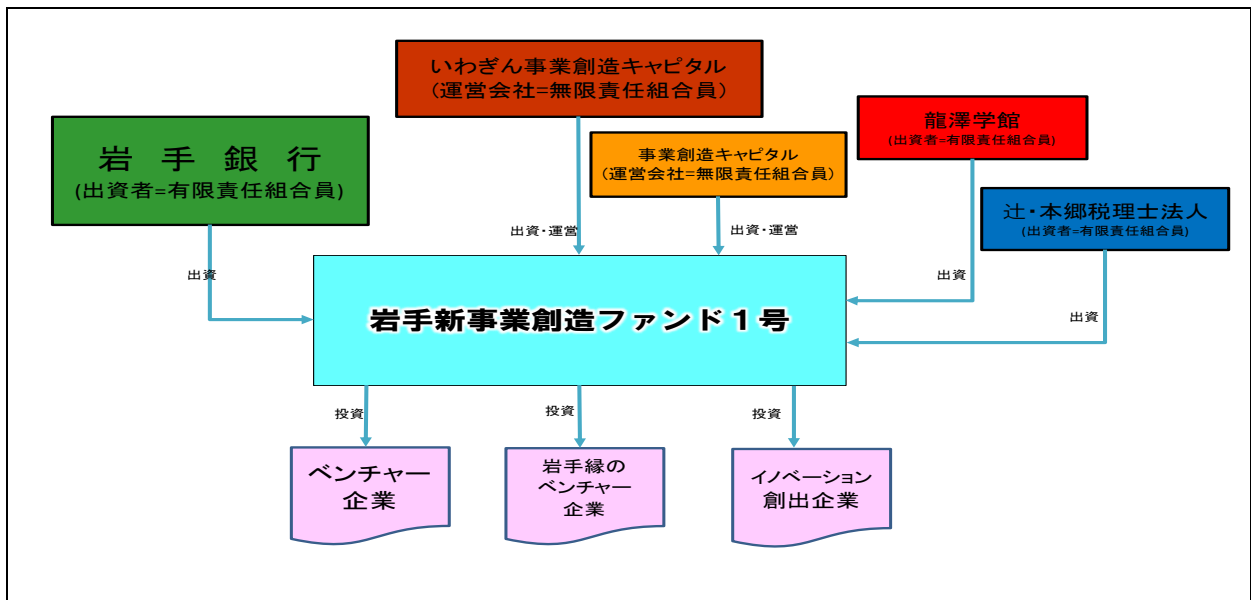 いわぎん事業創造キャピタル
(運営会社=無限責任組合員)
岩手銀行
(出資者=有限責任組合員)
事業創造キャピタル
(運営会社=無限責任組合員)
龍澤学館
(出資者=有限責任組合員)
辻・本郷税理士法人
(出資者=有限責任組合員)
出資・運営
出資・運営
出資
出資
出資
岩手新事業創造ファンド１号
投資
投資
投資
ベンチャー
企業
岩手縁の
ベンチャー
企業
イノベーション
創出企業